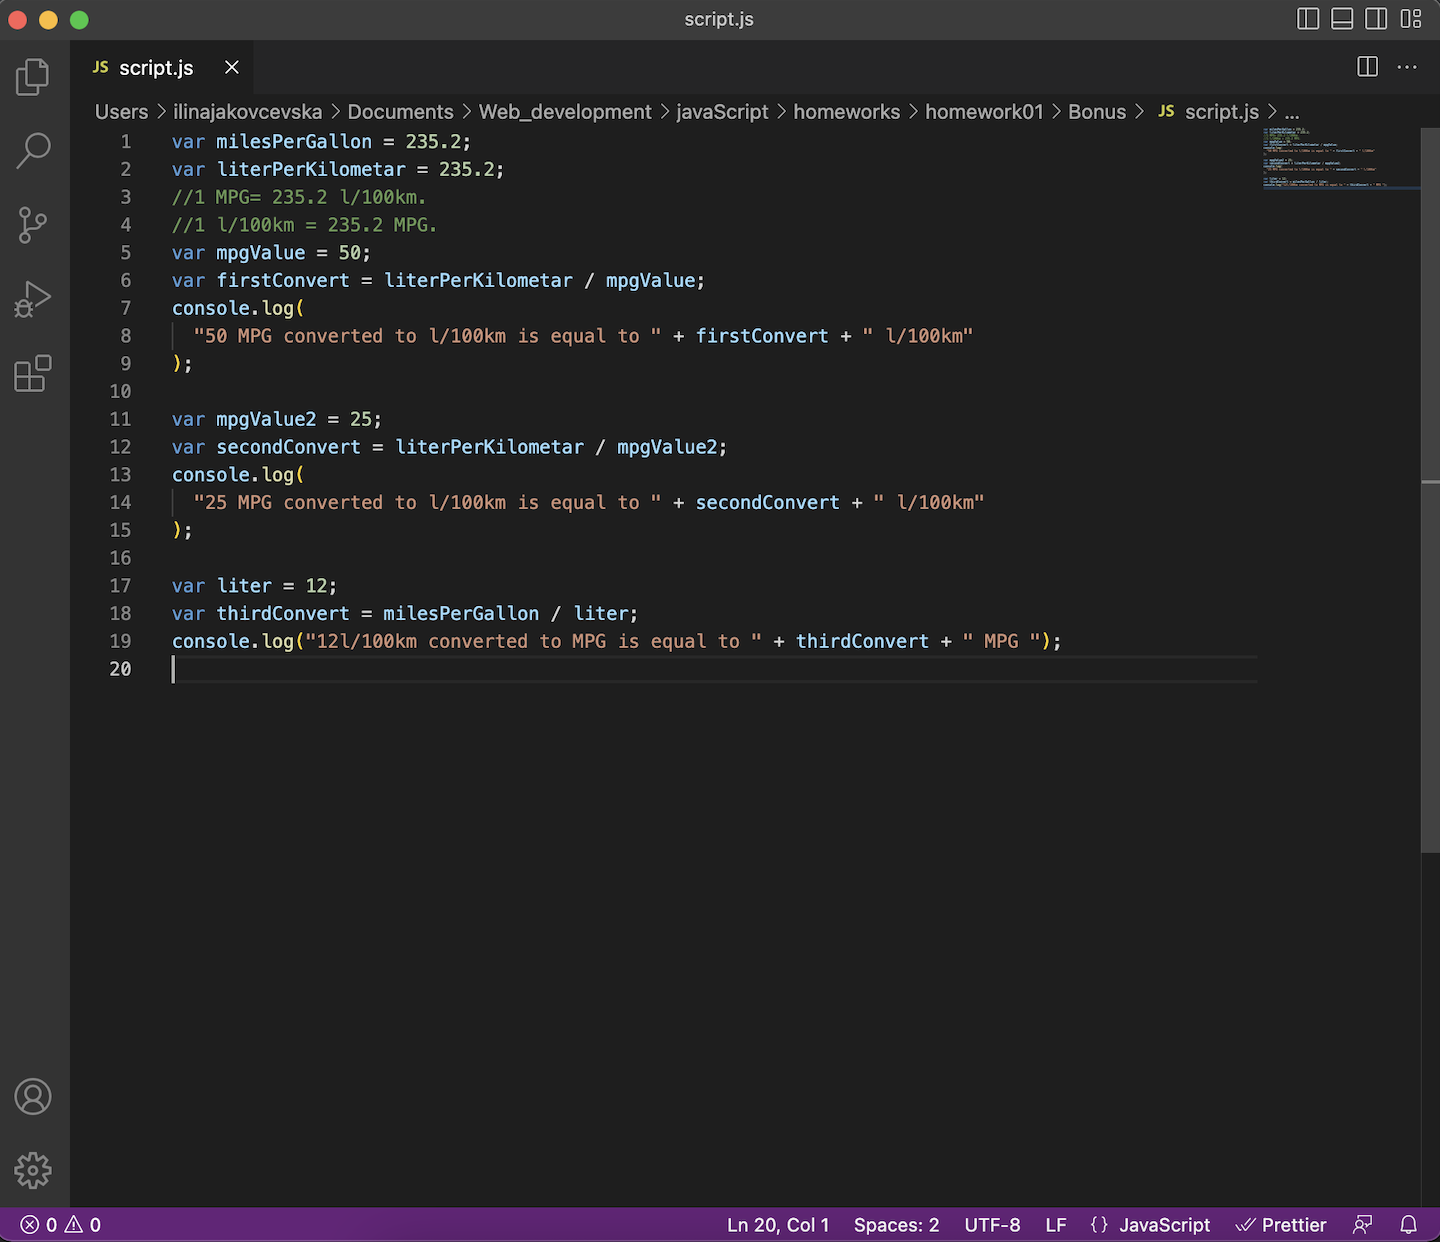 script.js
JS script.js
Users > ilinajakovcevska > Documents > Web_development > javaScript > homeworks > homework01 > Bonus > JS script.js > ...
1 var milesPerGallon = 235.2;
2 var literPerKilometar = 235.2;
3 //1 MPG= 235.2 l/100km.
4 //1 l/100km = 235.2 MPG.
5 var mpgValue = 50;
6 var firstConvert = literPerKilometar / mpgValue;
7 console.log(
8 "50 MPG converted to l/100km is equal to " + firstConvert + " l/100km"
9 );
10
11 var mpgValue2 = 25;
12 var secondConvert = literPerKilometar / mpgValue2;
13 console.log(
14 "25 MPG converted to l/100km is equal to " + secondConvert + " l/100km"
15 );
16
17 var liter = 12;
18 var thirdConvert = milesPerGallon / liter;
19 console.log("12l/100km converted to MPG is equal to " + thirdConvert + " MPG ");
20
0 0 Ln 20, Col 1 Spaces: 2 UTF-8 LF {} JavaScript Prettier